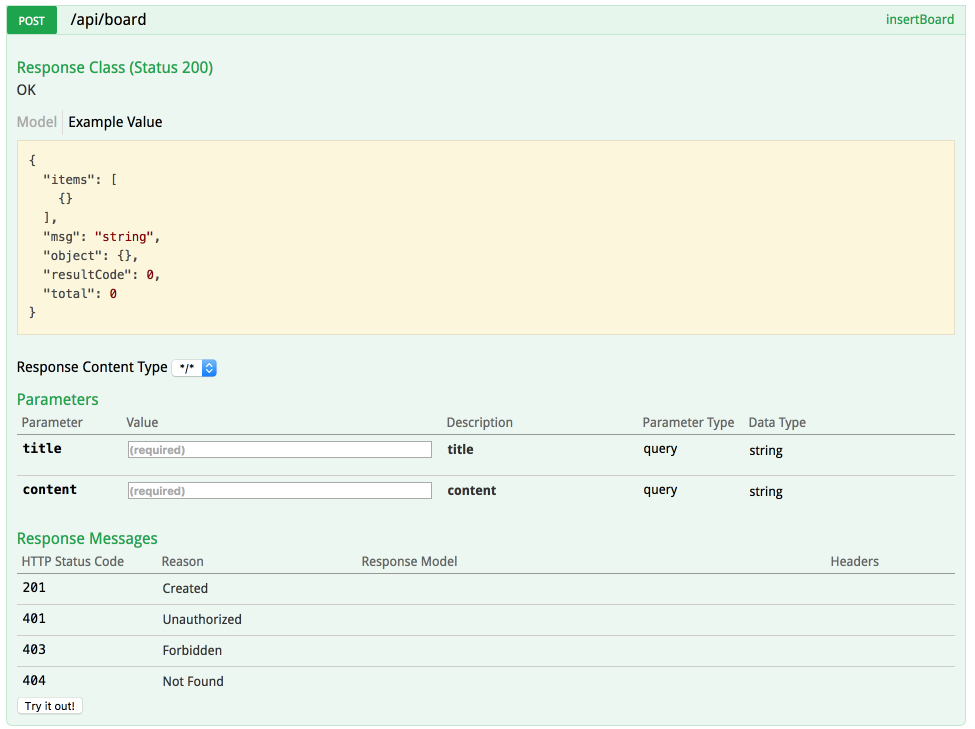 POST /api/board insertBoard
Response Class (Status 200)
OK
Model Example Value
{
  "items": [
    {}
  ],
  "msg": "string",
  "object": {},
  "resultCode": 0,
  "total": 0
}
Response Content Type */*
Parameters
Parameter Value Description Parameter Type Data Type
title (required) title query string
content (required) content query string
Response Messages
HTTP Status Code Reason Response Model Headers
201 Created
401 Unauthorized
403 Forbidden
404 Not Found
Try it out!